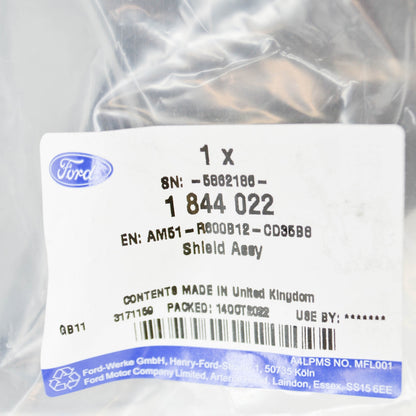 Ford
1 x
SN: -5862186-
1 844 022
EN: AM51-R600B12-CD35B6
Shield Assy
CONTENTS MADE IN United Kingdom
3171159 PACKED: 14OCT2022 USE BY: *******
GB11
A4LPMS NO. MFL001
Ford-Werke GmbH, Henry-Ford-Str. 1, 50735 Köln
Ford Motor Company Limited, Laindon, Essex-SS15 6EE